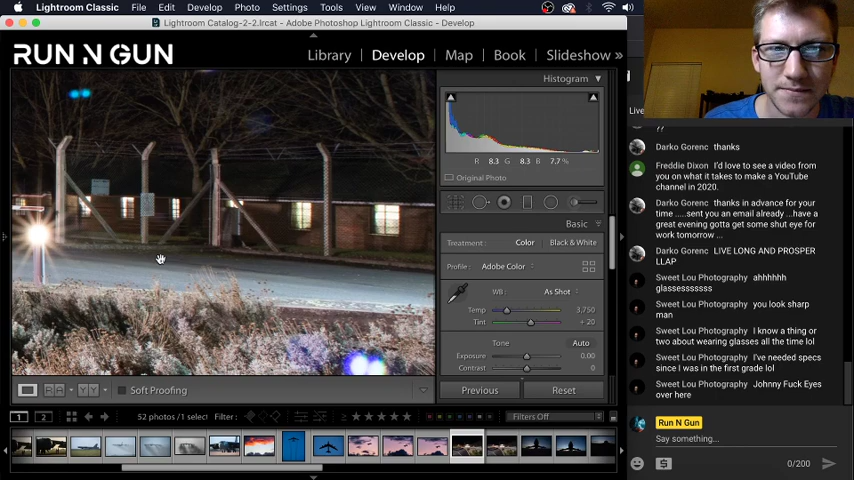 Lightroom Classic File Edit Develop Photo Settings Tools View Window Help
Lightroom Catalog-2-2.lrcat - Adobe Photoshop Lightroom Classic - Develop
RUN N GUN
Library | Develop | Map | Book | Slideshow »
Histogram
R 8.3 G 8.3 B 7.7 %
Original Photo
Basic
Treatment: Color Black & White
Profile: Adobe Color
WB: As Shot
Temp 3,750
Tint + 20
Tone Auto
Exposure 0.00
Contrast 0
Soft Proofing
Previous Reset
1 2 52 photos /1 select Filter: Filters Off
Live
??
Darko Gorenc thanks
Freddie Dixon I'd love to see a video from
you on what it takes to make a YouTube
channel in 2020.
Darko Gorenc thanks in advance for your
time .....sent you an email already ...have a
great evening gotta get some shut eye for
work tomorrow ...
Darko Gorenc LIVE LONG AND PROSPER
LLAP
Sweet Lou Photography ahhhhhh
glassesssssss
Sweet Lou Photography you look sharp
man
Sweet Lou Photography I know a thing or
two about wearing glasses all the time lol
Sweet Lou Photography I've needed specs
since I was in the first grade lol
Sweet Lou Photography Johnny Fuck Eyes
over here
Run N Gun
Say something...
0/200